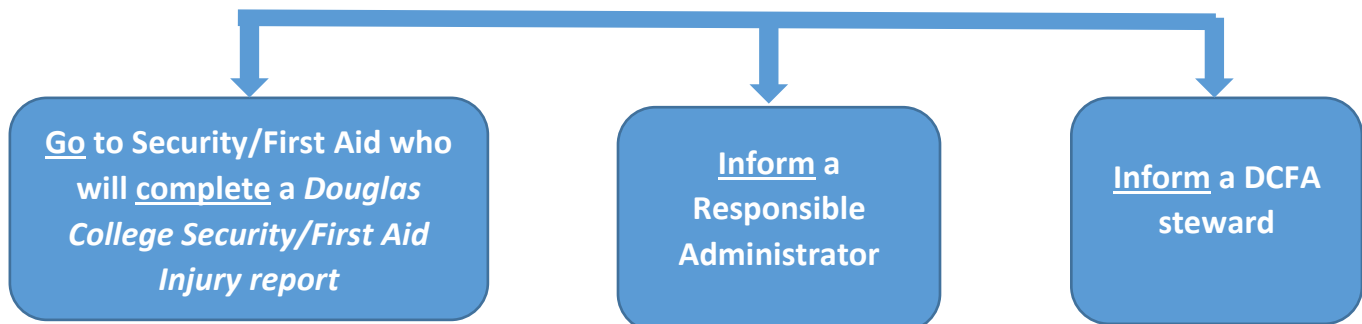 Go to Security/First Aid who
will complete a Douglas
College Security/First Aid
Injury report
Inform a
Responsible
Administrator
Inform a DCFA
steward